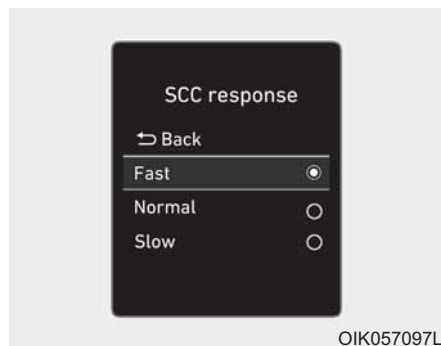 SCC response
Back
Fast
Normal
Slow
OIK057097L